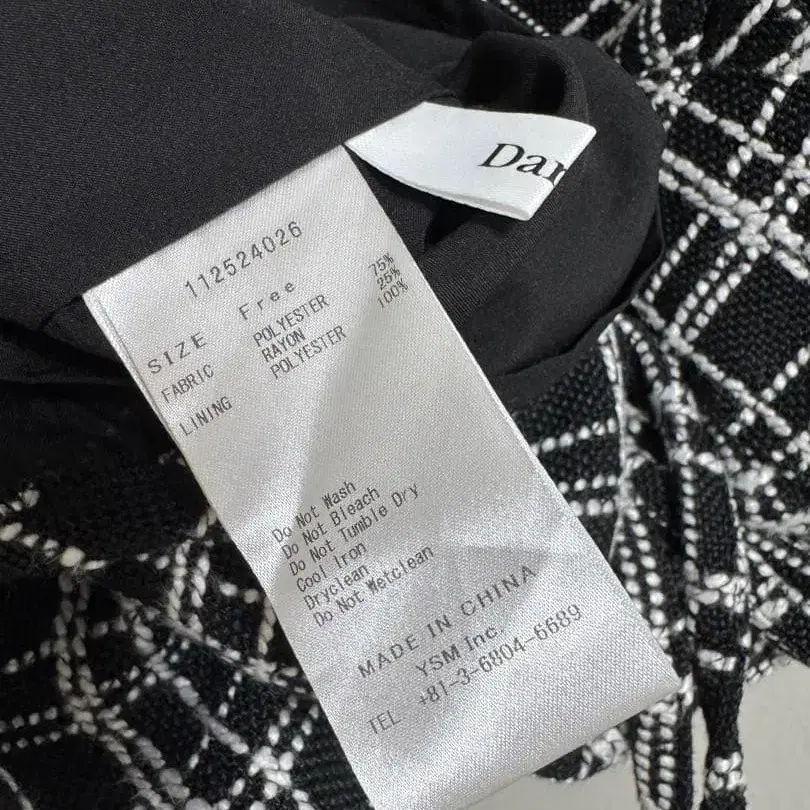 Dar
112524026
SIZE Free
FABRIC POLYESTER 75%
RAYON 25%
LINING POLYESTER 100%
Do Not Wash
Do Not Bleach
Do Not Tumble Dry
Cool Iron
Dryclean
Do Not Wetclean
MADE IN CHINA
YSM Inc.
TEL +81-3-6804-6689